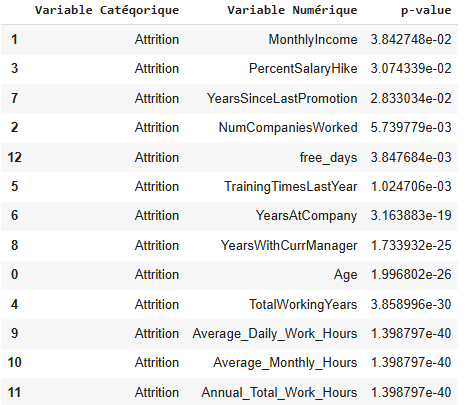 Variable Catégorique Variable Numérique p-value
1 Attrition MonthlyIncome 3.842748e-02
3 Attrition PercentSalaryHike 3.074339e-02
7 Attrition YearsSinceLastPromotion 2.833034e-02
2 Attrition NumCompaniesWorked 5.739779e-03
12 Attrition free_days 3.847684e-03
5 Attrition TrainingTimesLastYear 1.024706e-03
6 Attrition YearsAtCompany 3.163883e-19
8 Attrition YearsWithCurrManager 1.733932e-25
0 Attrition Age 1.996802e-26
4 Attrition TotalWorkingYears 3.858996e-30
9 Attrition Average_Daily_Work_Hours 1.398797e-40
10 Attrition Average_Monthly_Hours 1.398797e-40
11 Attrition Annual_Total_Work_Hours 1.398797e-40